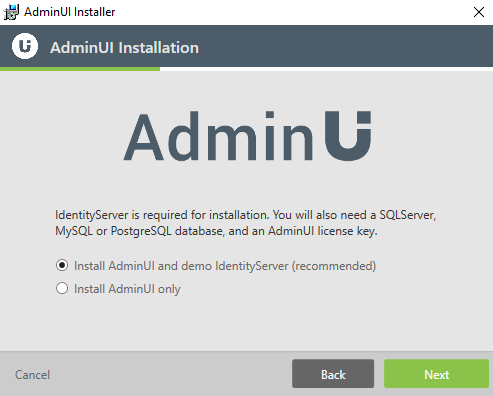 AdminUI Installer
AdminUI Installation
AdminUI
IdentityServer is required for installation. You will also need a SQLServer,
MySQL or PostgreSQL database, and an AdminUI license key.
Install AdminUI and demo IdentityServer (recommended)
Install AdminUI only
Cancel
Back
Next